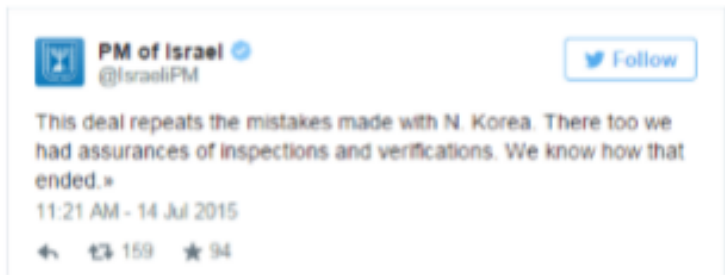 PM of Israel
@IsraeliPM
Follow
This deal repeats the mistakes made with N. Korea. There too we
had assurances of inspections and verifications. We know how that
ended.»
11:21 AM - 14 Jul 2015
159 94